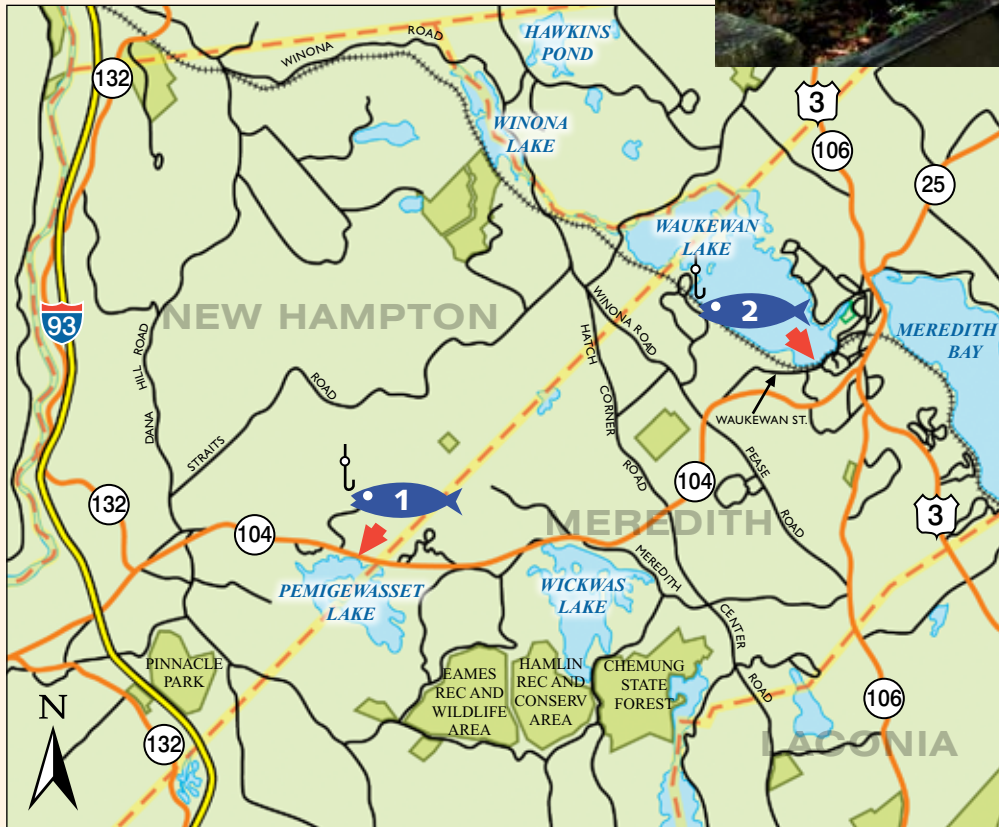 WINONA
ROAD
HAWKINS
POND
132
3
WINONA
LAKE
106
25
WAUKEWAN
LAKE
NEW HAMPTON
93
DANA
HILL ROAD
WINONA ROAD
2
MEREDITH
BAY
HATCH
CORNER
ROAD
WAUKEWAN ST.
STRAITS
ROAD
PEASE
ROAD
1
132
104
104
MEREDITH
3
PEMIGEWASSET
LAKE
WICKWAS
LAKE
MEREDITH
CENTER
ROAD
PINNACLE
PARK
EAMES
REC AND
WILDLIFE
AREA
HAMLIN
REC AND
CONSERV
AREA
CHEMUNG
STATE
FOREST
106
N
132
LACONIA